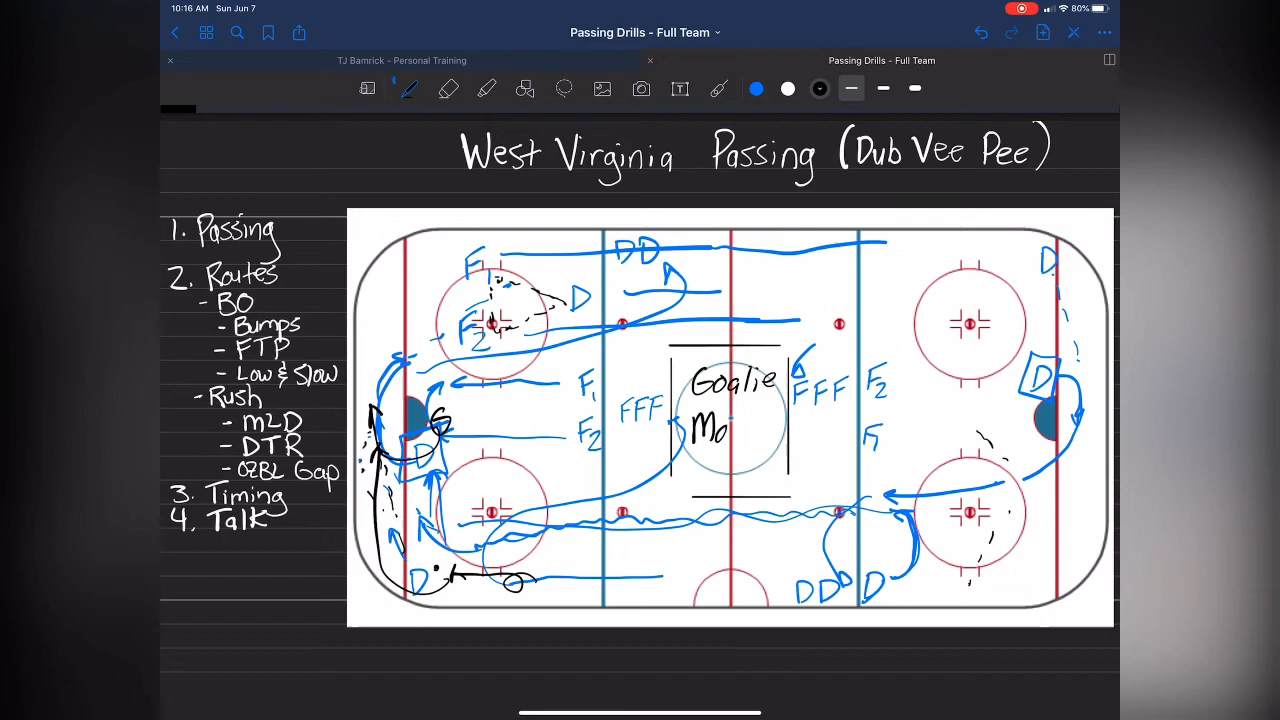 10:16 AM Sun Jun 7
80%
Passing Drills - Full Team
TJ Bamrick - Personal Training
Passing Drills - Full Team
West Virginia Passing (Dub Vee Pee)
1. Passing
2. Routes
- BO
- Bumps
- FTP
- Low & Slow
- Rush
- MLD
- DTR
- OZBL Gap
3. Timing
4. Talk
F1
DD
D
D
D
F2
F1
Goalie
FFF
F2
D
FFF
Mo
F2
F1
D
D
DDD
D